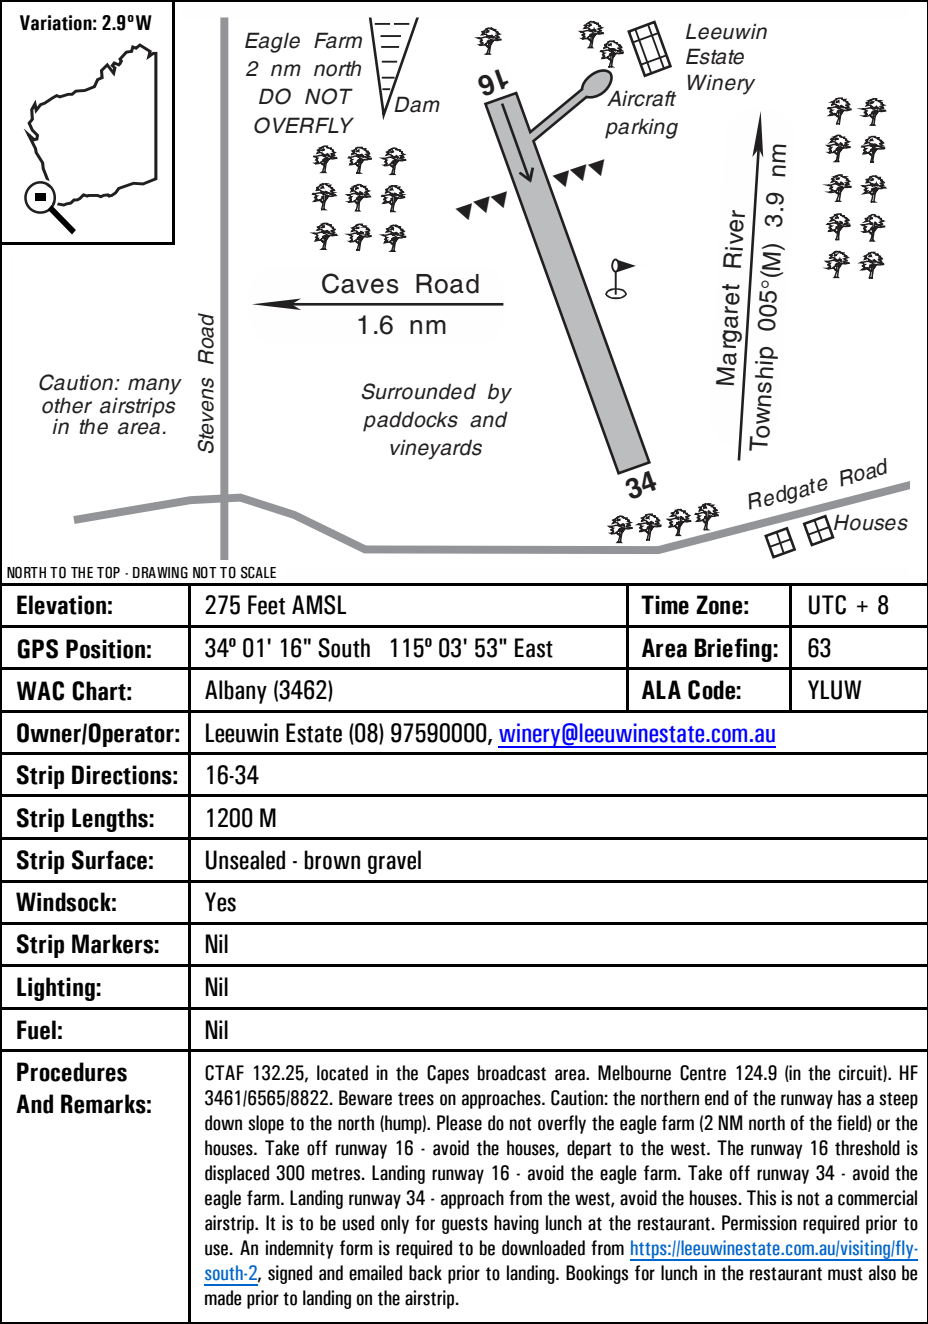 Variation: 2.9°W
Eagle Farm
2 nm north
DO NOT
OVERFLY
Dam
16
Leeuwin
Estate
Winery
Aircraft
parking
Margaret River
Township 005°(M) 3.9 nm
Caves Road
1.6 nm
Stevens Road
Caution: many
other airstrips
in the area.
Surrounded by
paddocks and
vineyards
34
Redgate Road
Houses
NORTH TO THE TOP - DRAWING NOT TO SCALE
Elevation: 275 Feet AMSL Time Zone: UTC + 8
GPS Position: 34º 01' 16" South 115º 03' 53" East Area Briefing: 63
WAC Chart: Albany (3462) ALA Code: YLUW
Owner/Operator: Leeuwin Estate (08) 97590000, winery@leeuwinestate.com.au
Strip Directions: 16-34
Strip Lengths: 1200 M
Strip Surface: Unsealed - brown gravel
Windsock: Yes
Strip Markers: Nil
Lighting: Nil
Fuel: Nil
Procedures
And Remarks:
CTAF 132.25, located in the Capes broadcast area. Melbourne Centre 124.9 (in the circuit). HF
3461/6565/8822. Beware trees on approaches. Caution: the northern end of the runway has a steep
down slope to the north (hump). Please do not overfly the eagle farm (2 NM north of the field) or the
houses. Take off runway 16 - avoid the houses, depart to the west. The runway 16 threshold is
displaced 300 metres. Landing runway 16 - avoid the eagle farm. Take off runway 34 - avoid the
eagle farm. Landing runway 34 - approach from the west, avoid the houses. This is not a commercial
airstrip. It is to be used only for guests having lunch at the restaurant. Permission required prior to
use. An indemnity form is required to be downloaded from https://leeuwinestate.com.au/visiting/fly-
south-2, signed and emailed back prior to landing. Bookings for lunch in the restaurant must also be
made prior to landing on the airstrip.